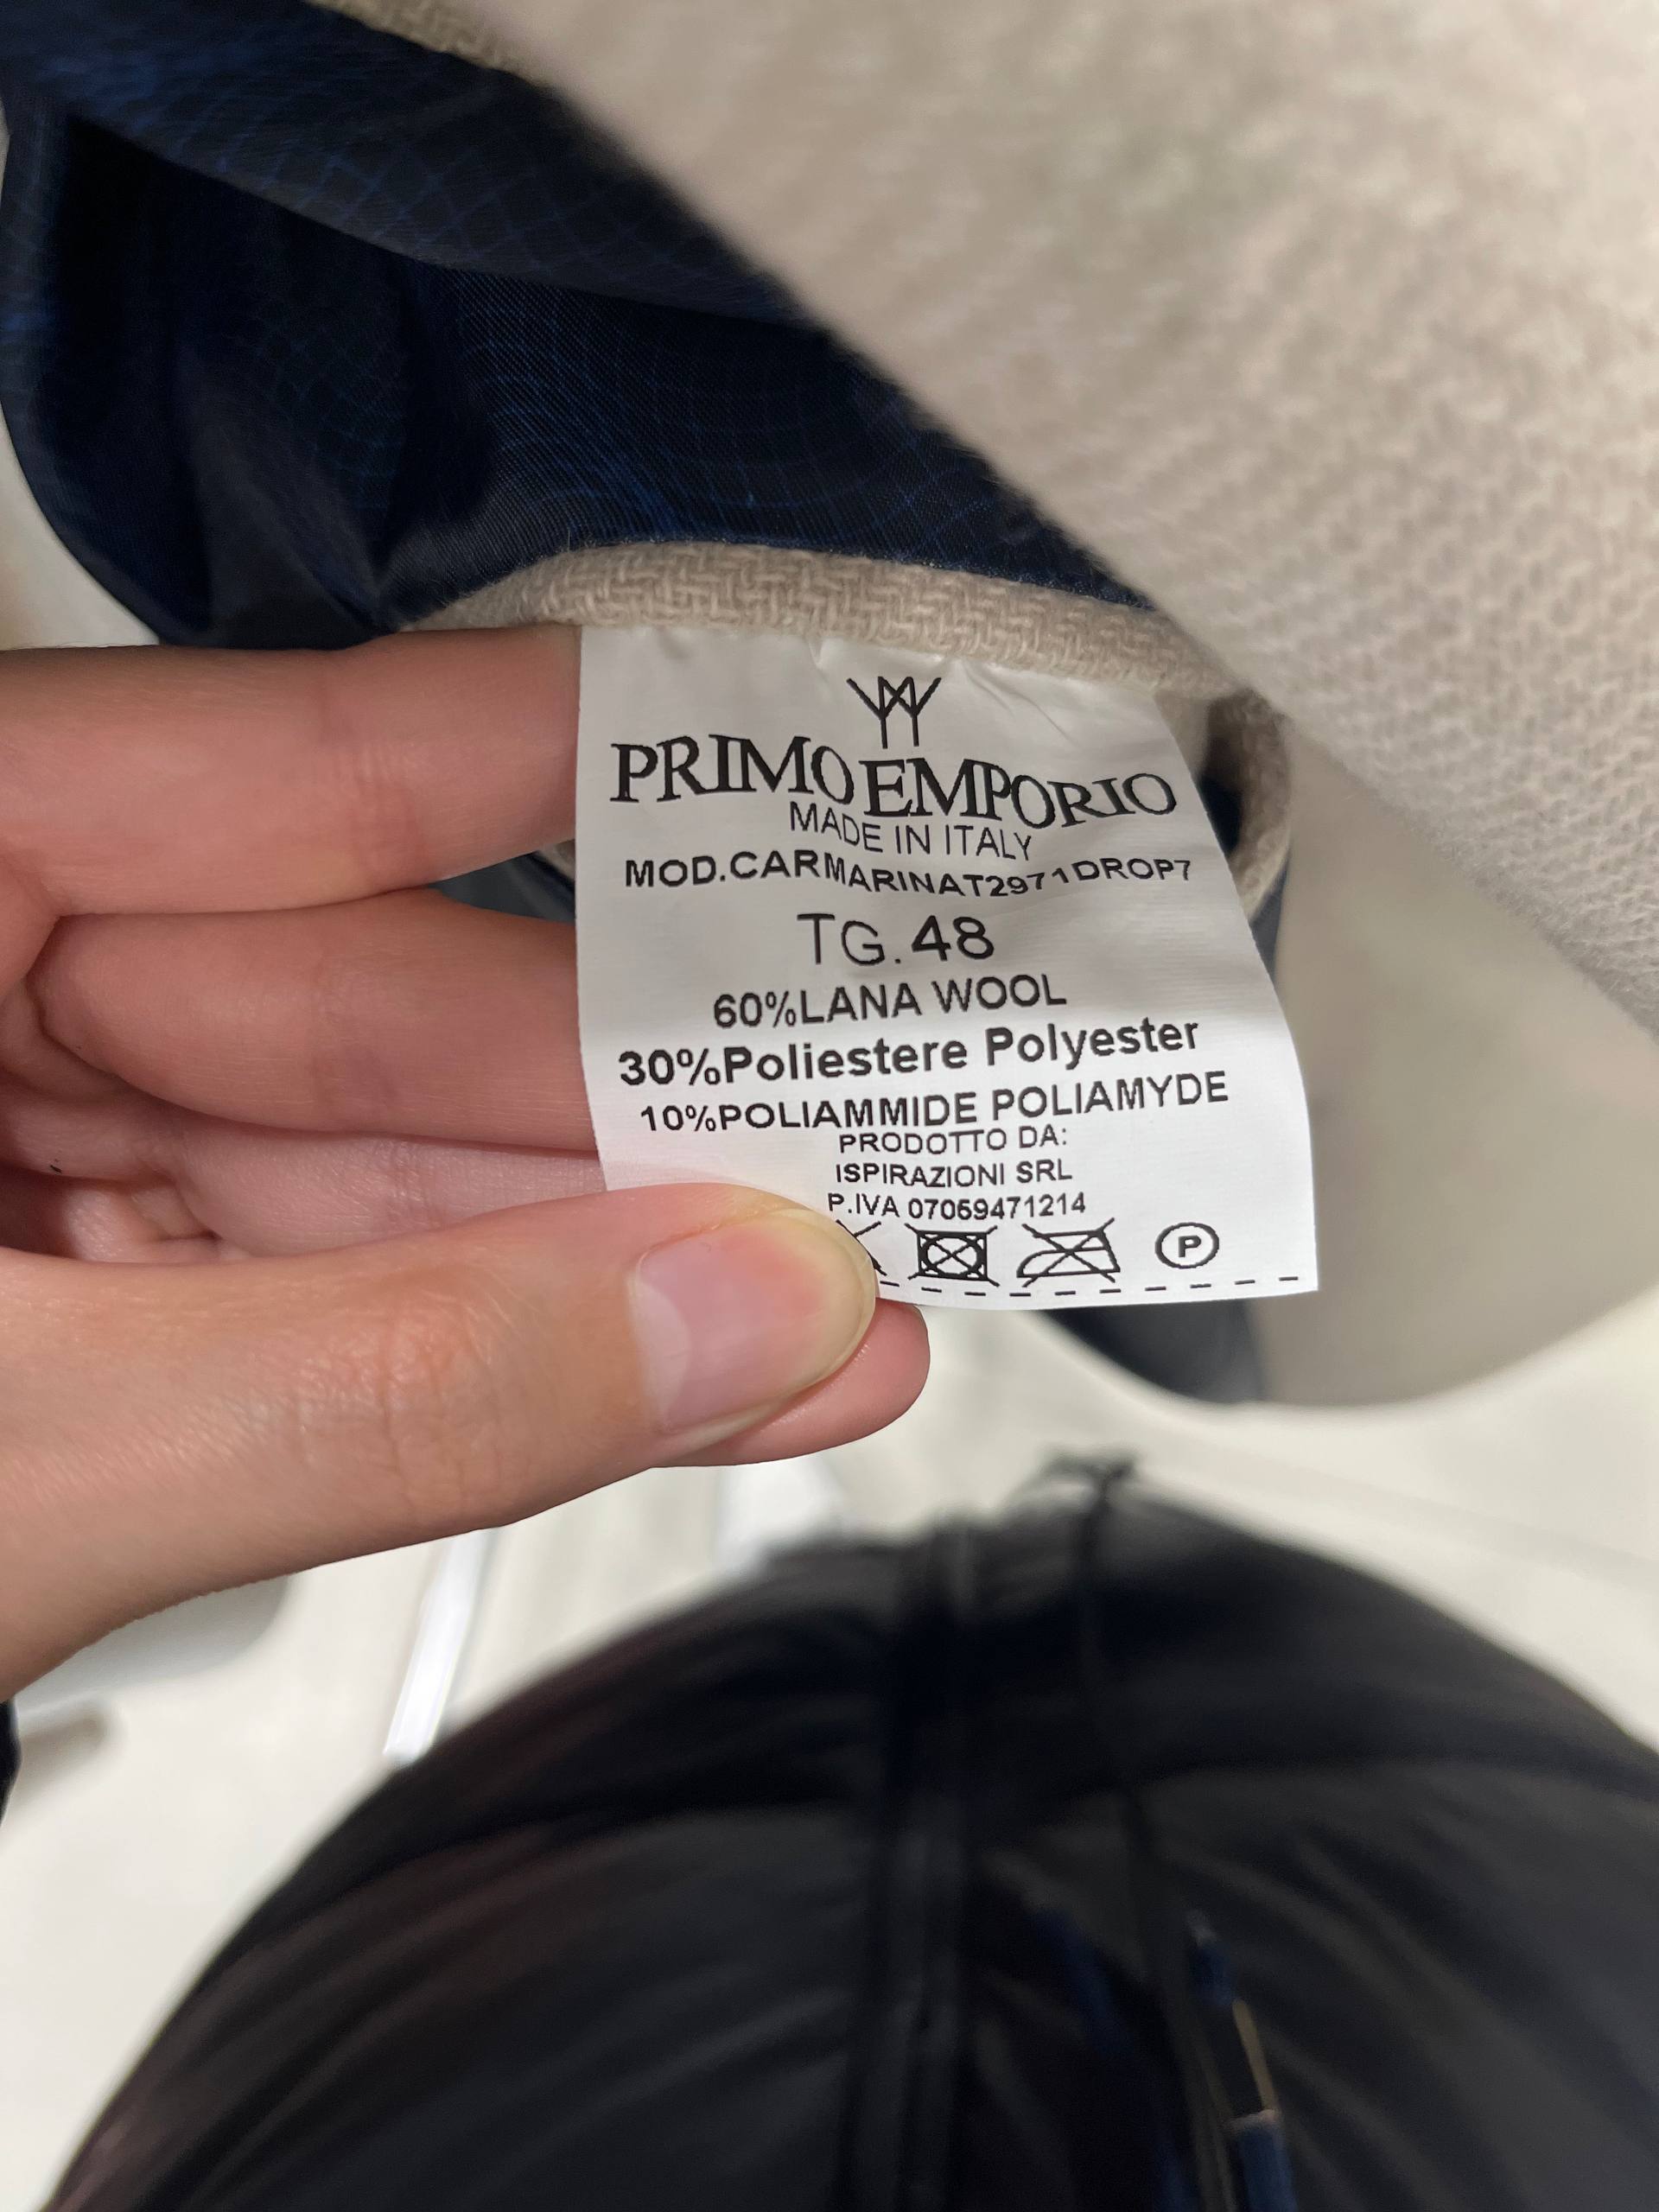 PRIMO EMPORIO
MADE IN ITALY
MOD.CARMARINAT2971DROP7
TG.48
60%LANA WOOL
30%Poliestere Polyester
10%POLIAMMIDE POLIAMYDE
PRODOTTO DA:
ISPIRAZIONI SRL
P.IVA 07069471214
P